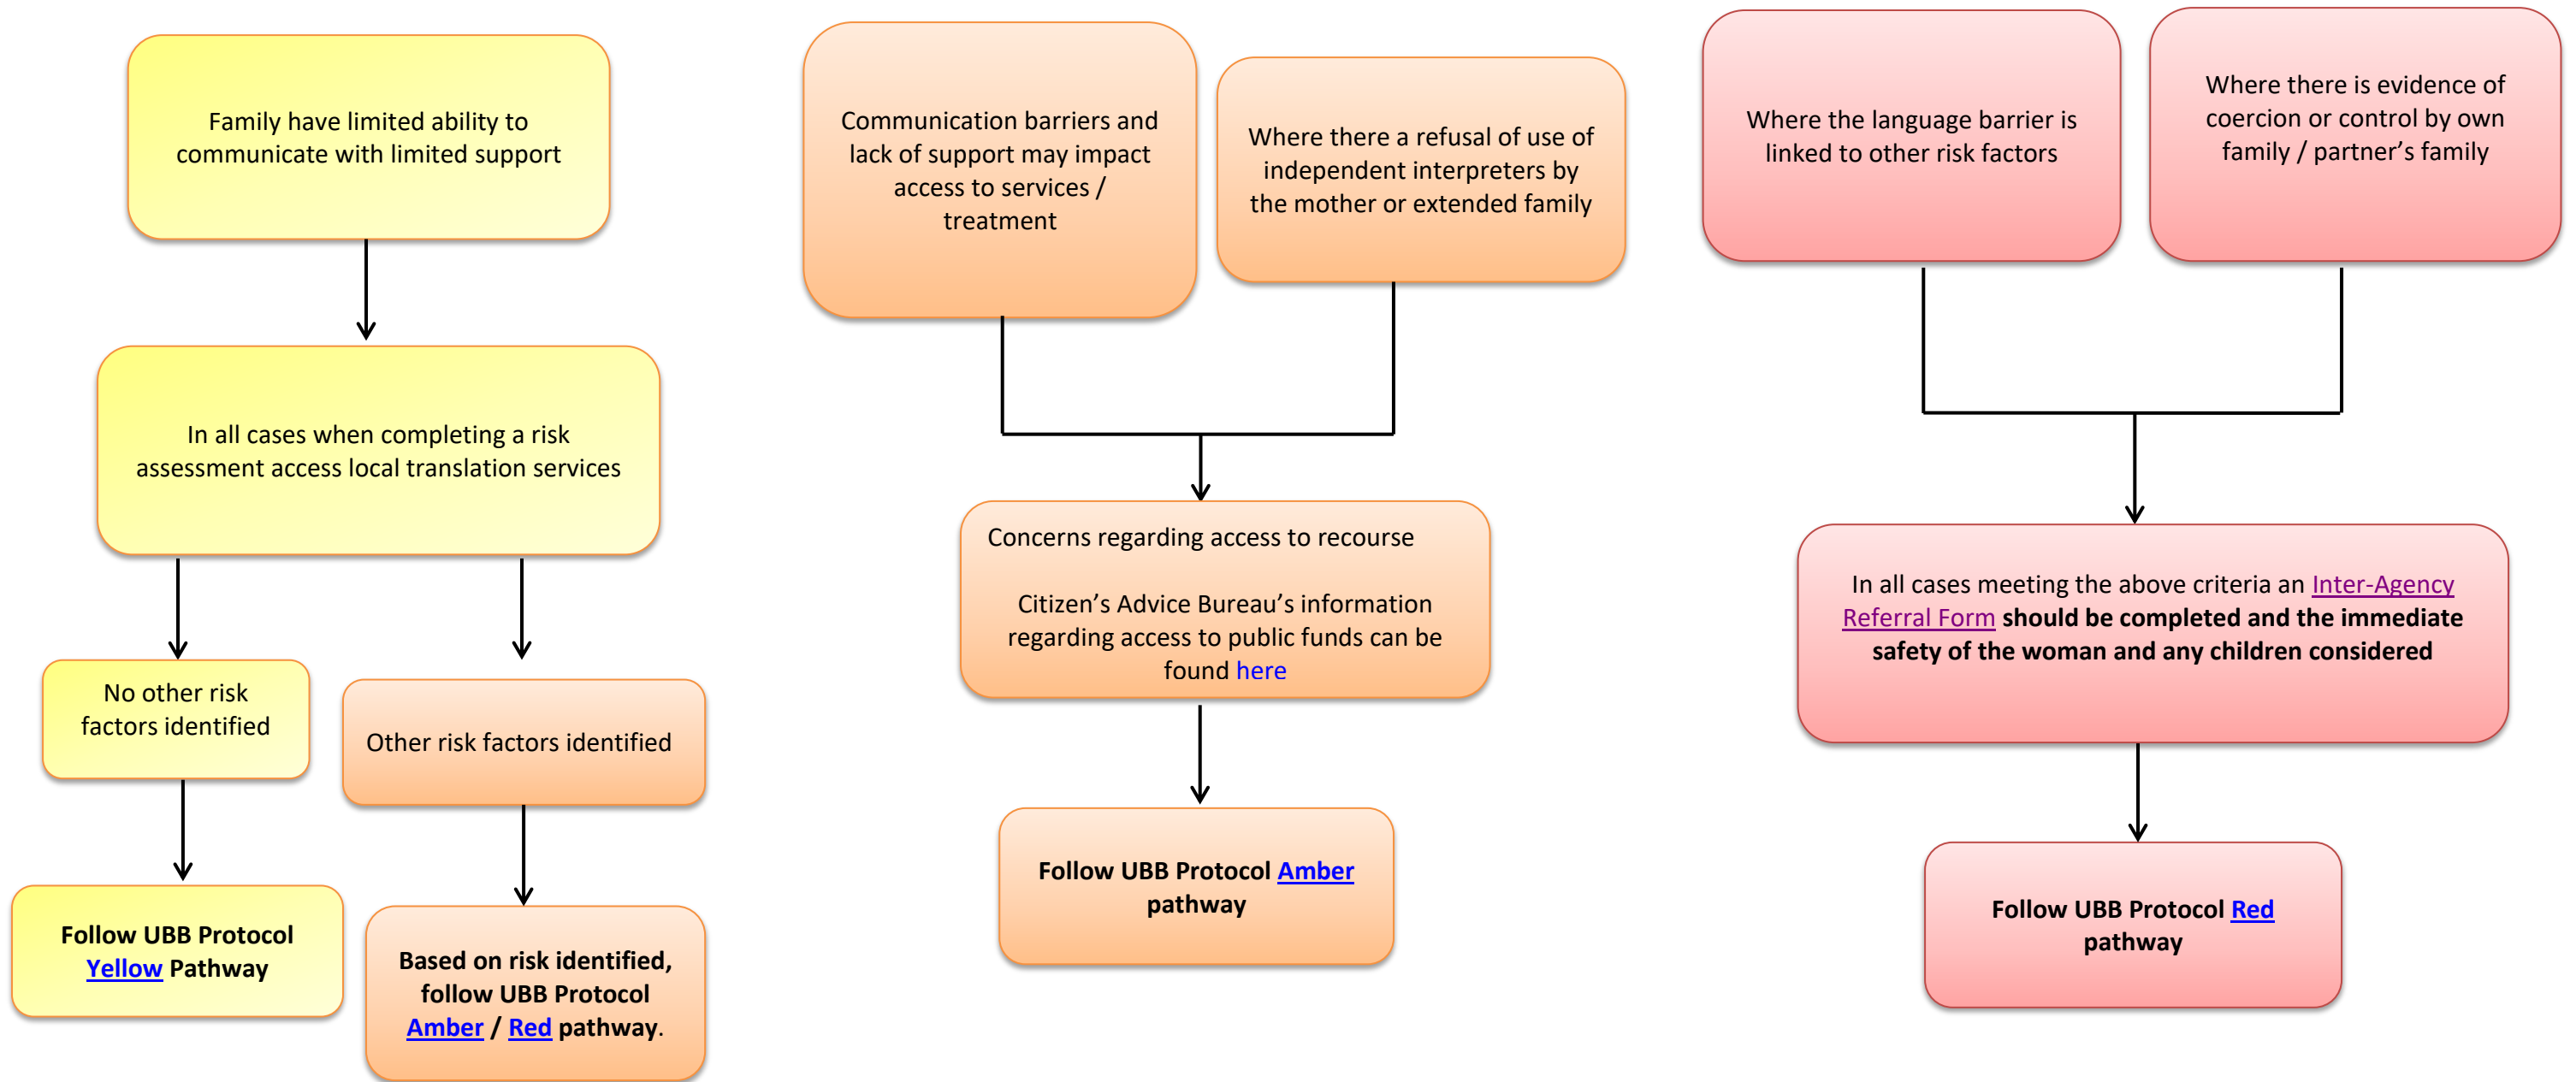 Family have limited ability to
communicate with limited support
In all cases when completing a risk
assessment access local translation services
No other risk
factors identified
Other risk factors identified
Follow UBB Protocol
Yellow Pathway
Based on risk identified,
follow UBB Protocol
Amber / Red pathway.
Communication barriers and
lack of support may impact
access to services /
treatment
Where there a refusal of use of
independent interpreters by
the mother or extended family
Concerns regarding access to recourse
Citizen’s Advice Bureau’s information
regarding access to public funds can be
found here
Follow UBB Protocol Amber
pathway
Where the language barrier is
linked to other risk factors
Where there is evidence of
coercion or control by own
family / partner’s family
In all cases meeting the above criteria an Inter-Agency
Referral Form should be completed and the immediate
safety of the woman and any children considered
Follow UBB Protocol Red
pathway